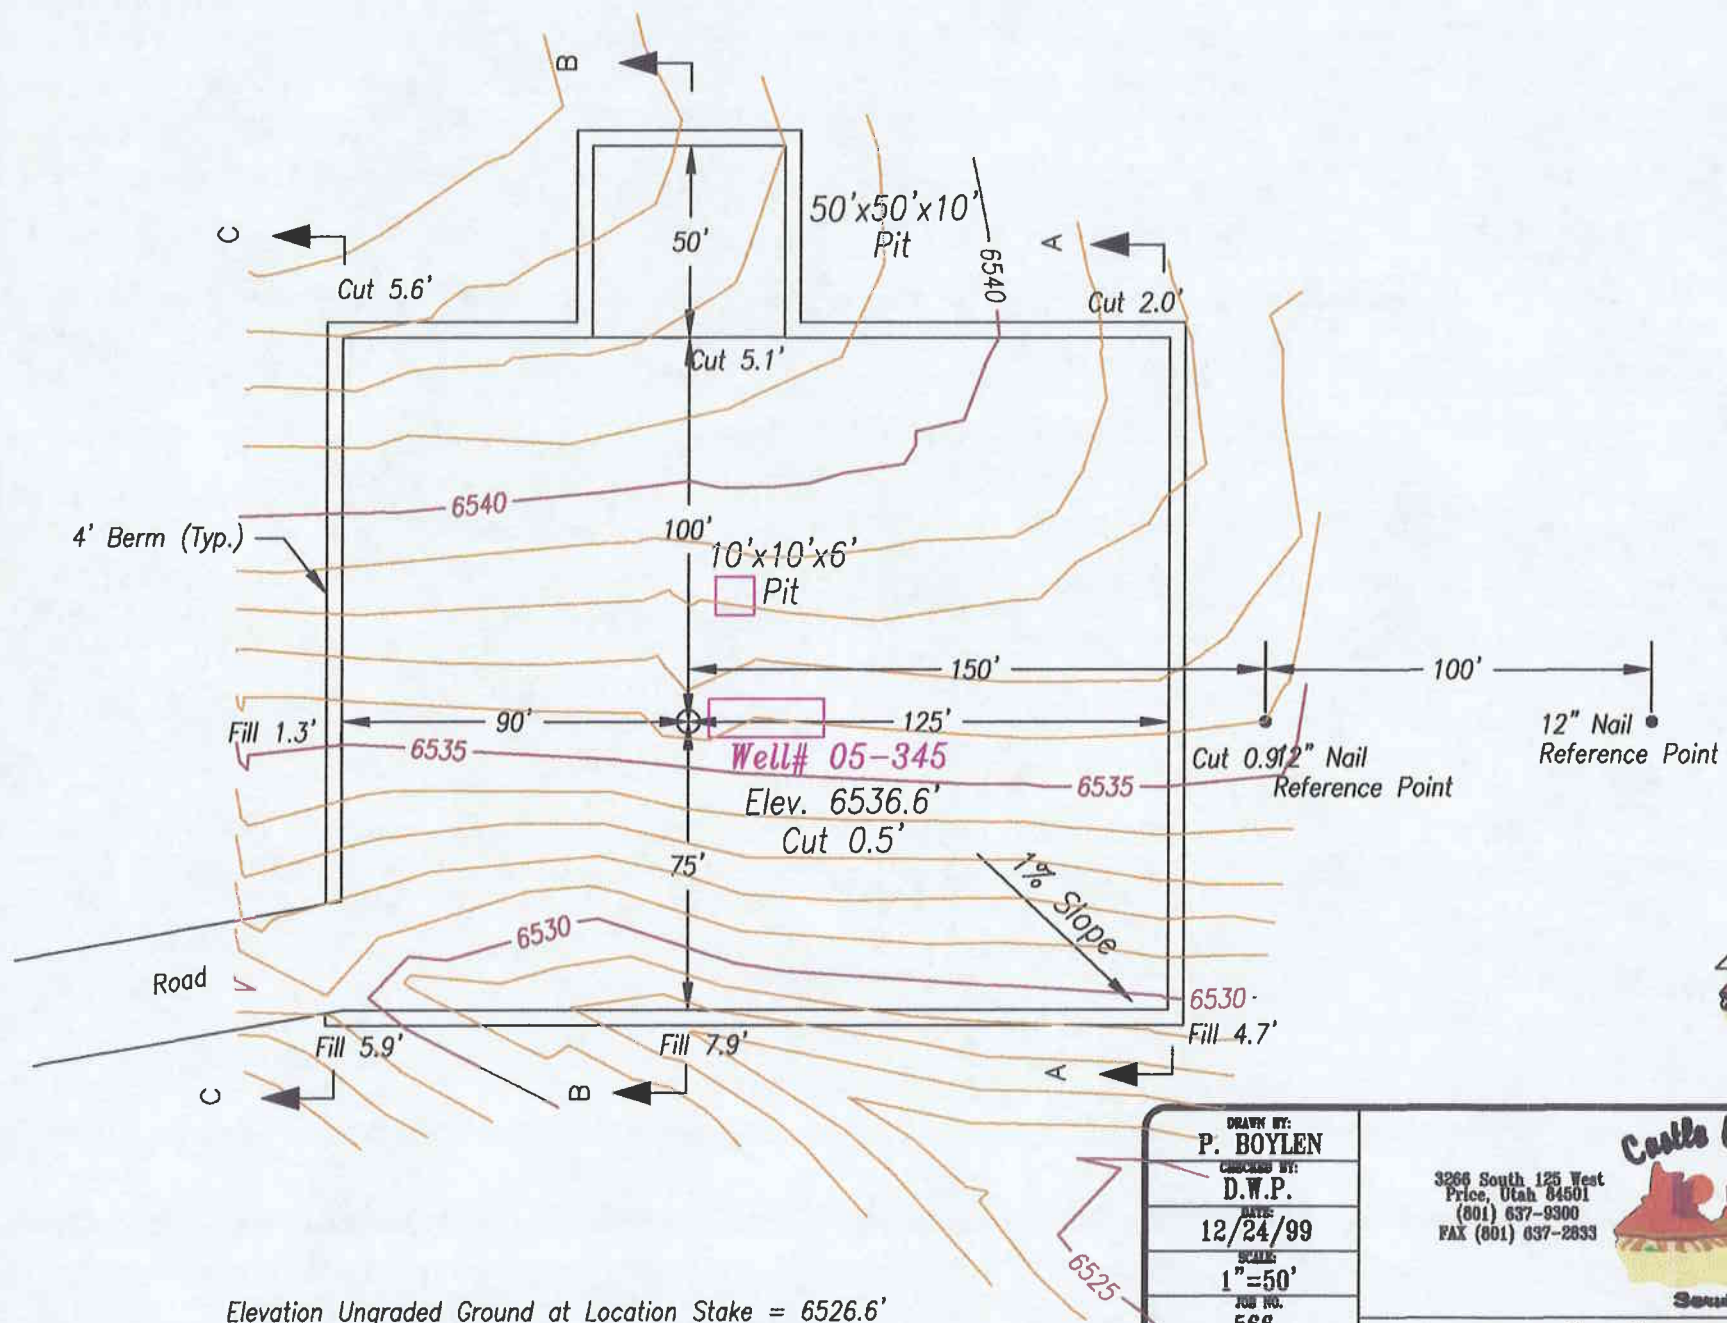 B
C
50'x50'x10'
Pit
50'
A
6540
Cut 5.6'
Cut 2.0'
Cut 5.1'
6540
4' Berm (Typ.)
100'
10'x10'x6'
Pit
150'
100'
Fill 1.3'
90'
125'
12" Nail
Reference Point
6535
Well# 05-345
Cut 0.9'
12" Nail
Reference Point
6535
Elev. 6536.6'
Cut 0.5'
75'
1% Slope
6530
Road
6530
Fill 5.9'
Fill 7.9'
Fill 4.7'
C
B
A
6525
Elevation Ungraded Ground at Location Stake = 6526.6'
DRAWN BY:
P. BOYLEN
CHECKED BY:
D.W.P.
DATE:
12/24/99
SCALE:
1"=50'
JOB NO.
Castle
3266 South 125 West
Price, Utah 84501
(801) 637-9300
FAX (801) 637-2833